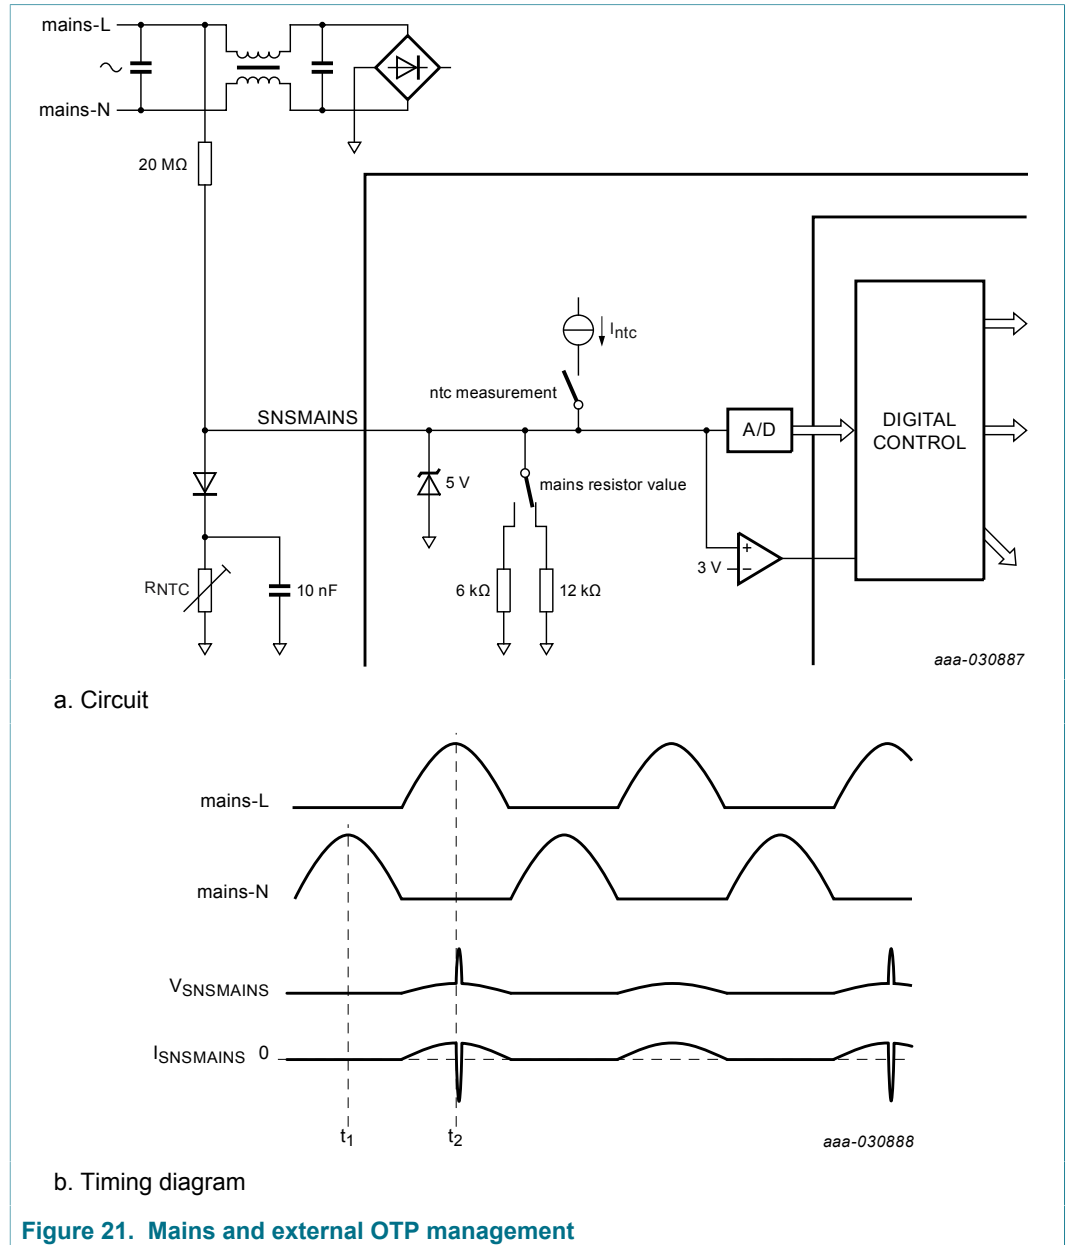 mains-L
mains-N
20 MΩ
Intc
ntc measurement
SNSMAINS
A/D
DIGITAL
CONTROL
5 V
mains resistor value
3 V
+
−
RNTC
10 nF
6 kΩ
12 kΩ
aaa-030887
a. Circuit
mains-L
mains-N
VSNSMAINS
ISNSMAINS 0
t1
t2
aaa-030888
b. Timing diagram
Figure 21. Mains and external OTP management